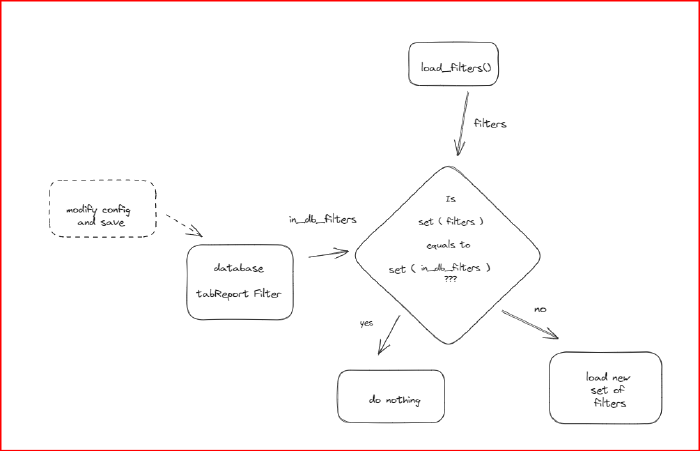 load_filters()
filters
Is
set ( filters )
equals to
set ( in_db_filters )
???
in_db_filters
modify config
and save
database
tabReport Filter
yes
no
do nothing
load new
set of
filters